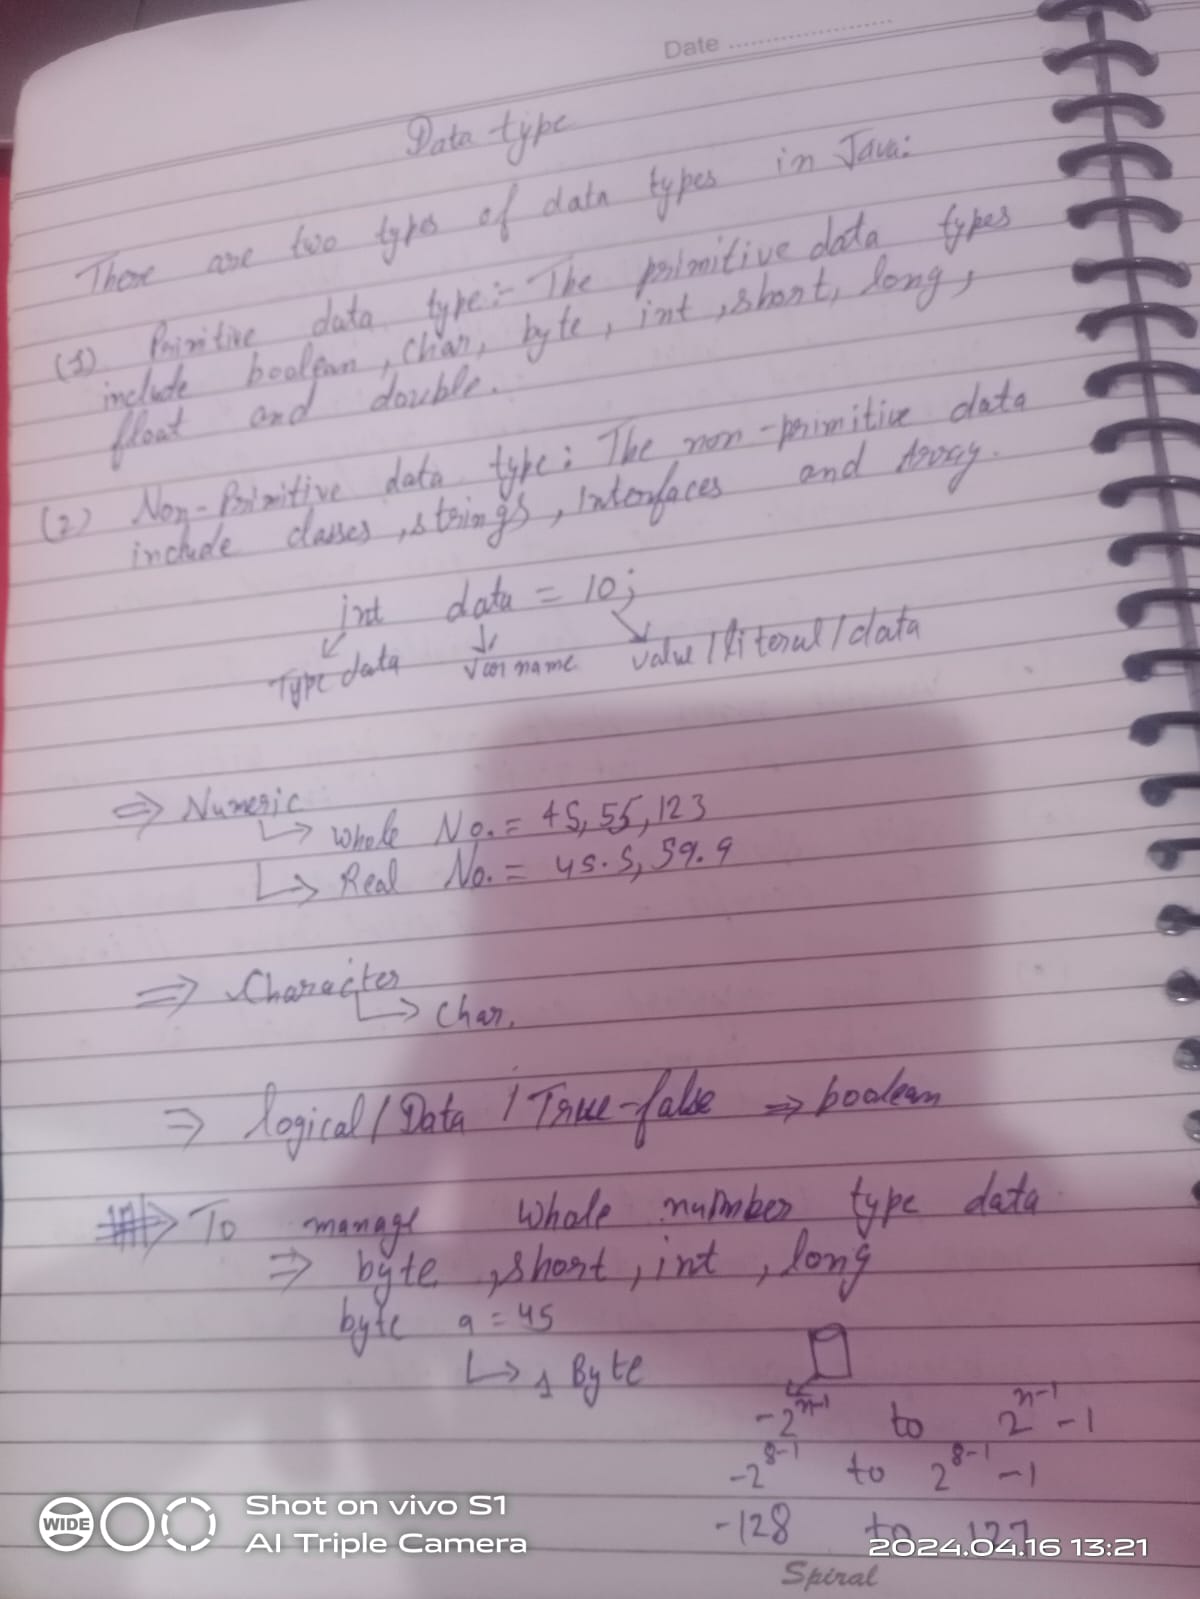 Date
Data type
There are two types of data types in Java:
(1) Primitive data type:- The primitive data types
include boolean, char, byte, int, short, long,
float and double.
(2) Non-Primitive data type: The non-primitive data
include classes, strings, Interfaces and Array.
int data = 10;
Type data var name value/literal/data
⇒ Numeric
↳ Whole No. = 45, 55, 123
↳ Real No. = 45.5, 59.9
⇒ Character
↳ Char.
⇒ logical / Data / True-false ⇒ boolean
⇒ To manage whole number type data
⇒ byte, short, int, long
byte a = 45
↳ 1 Byte
-2^n-1 to 2^n-1 -1
-2^8-1 to 2^8-1 -1
-128 to 127
WIDE
Shot on vivo S1
AI Triple Camera
2024.04.16 13:21
Spiral